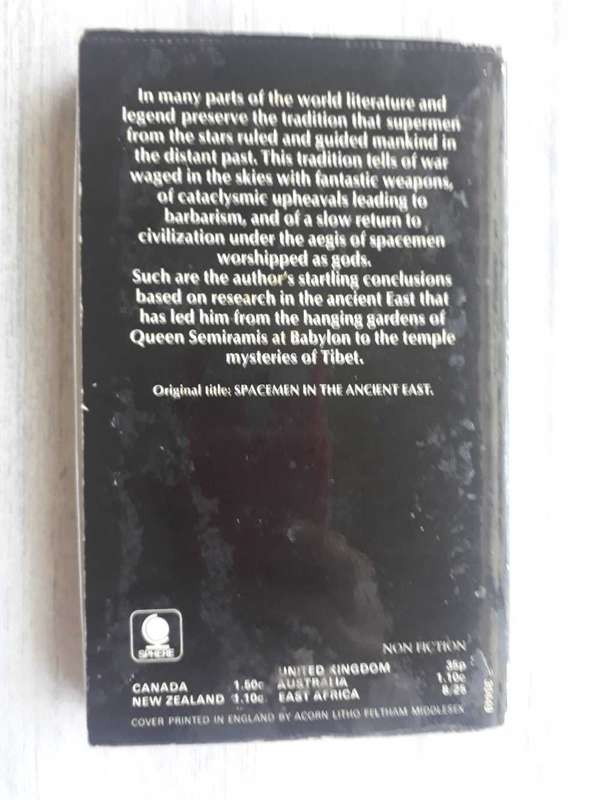 In many parts of the world literature and
legend preserve the tradition that supermen
from the stars ruled and guided mankind in
the distant past. This tradition tells of war
waged in the skies with fantastic weapons,
of cataclysmic upheavals leading to
barbarism, and of a slow return to
civilization under the aegis of spacemen
worshipped as gods.
Such are the author's startling conclusions
based on research in the ancient East that
has led him from the hanging gardens of
Queen Semiramis at Babylon to the temple
mysteries of Tibet.
Original title: SPACEMEN IN THE ANCIENT EAST.
SPHERE
NON FICTION
UNITED KINGDOM 35p
CANADA 1.50c AUSTRALIA 1.10c
NEW ZEALAND 1.10c EAST AFRICA 8/25
COVER PRINTED IN ENGLAND BY ACORN LITHO FELTHAM MIDDLESEX